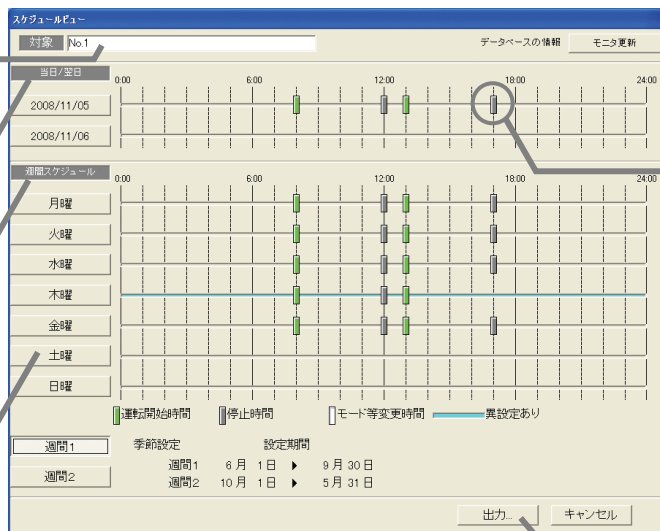 スケジュールビュー
対象 No.1 データベースの情報 モニタ更新
当日/翌日
0:00 6:00 12:00 18:00 24:00
2008/11/05
2008/11/06
週間スケジュール
0:00 6:00 12:00 18:00 24:00
月曜
火曜
水曜
木曜
金曜
土曜
日曜
運転開始時間 停止時間 モード等変更時間 異設定あり
週間1 季節設定 設定期間
週間1 6月 1日 ▶ 9月 30日
週間2 週間2 10月 1日 ▶ 5月 31日
出力... キャンセル